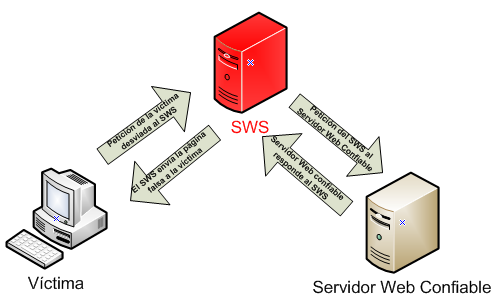 SWS
Petición de la víctima
desviada al SWS
El SWS envía la página
falsa a la víctima
Petición del SWS al
Servidor Web Confiable
Servidor Web confiable
responde al SWS
Víctima
Servidor Web Confiable